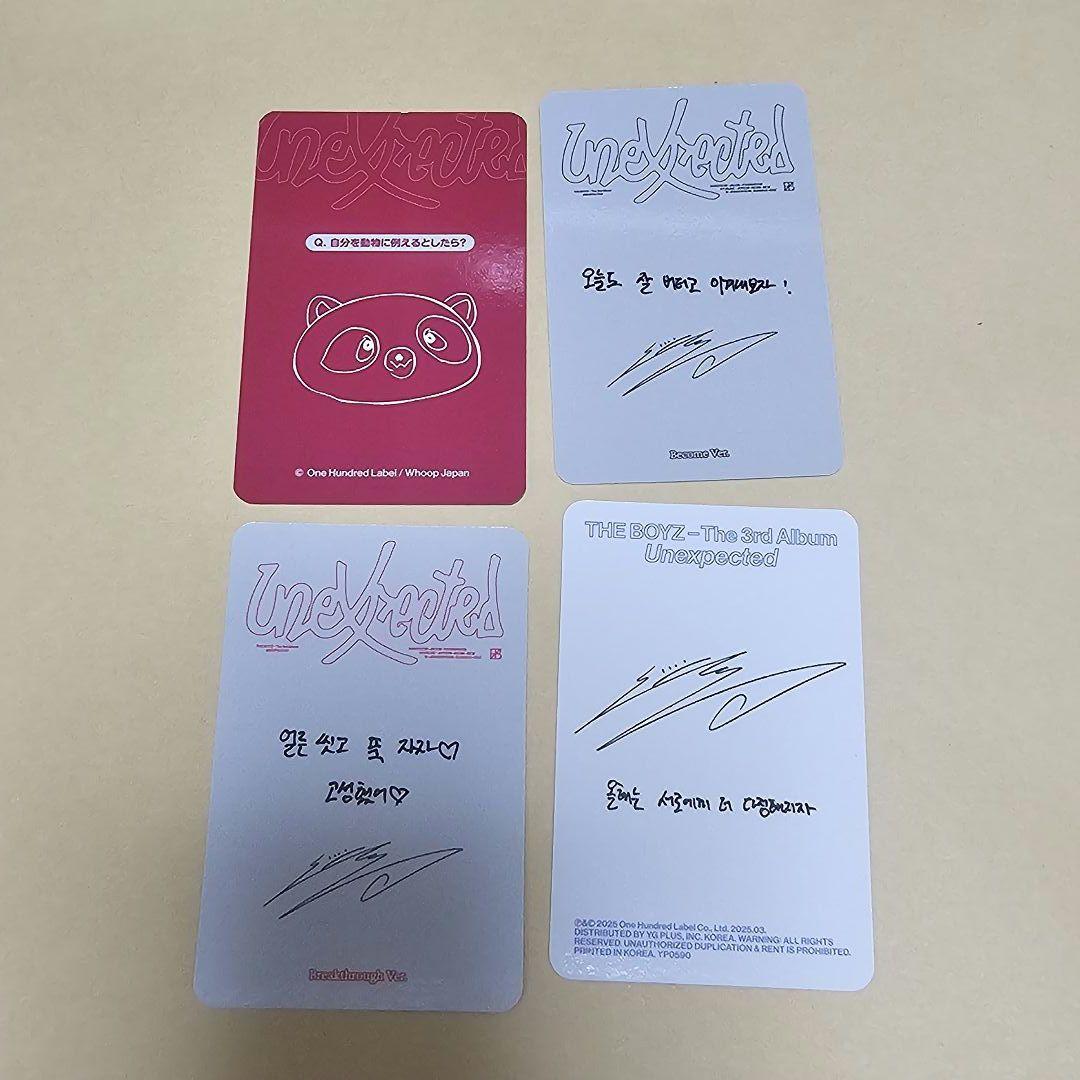 Unexpected
Q. 自分を動物に例えるとしたら?
© One Hundred Label / Whoop Japan
Unexpected
오늘도 잘 버티고 이겨내보자!
Become Ver.
Unexpected
얼른 씻고 푹 자자♡
고생했어♡
Breakthrough Ver.
THE BOYZ – The 3rd Album
Unexpected
올해는 서로에게 더 다정해지자
℗&© 2025 One Hundred Label Co., Ltd. 2025.03.
DISTRIBUTED BY YG PLUS, INC. KOREA. WARNING: ALL RIGHTS
RESERVED. UNAUTHORIZED DUPLICATION & RENT IS PROHIBITED.
PRINTED IN KOREA. YP0590